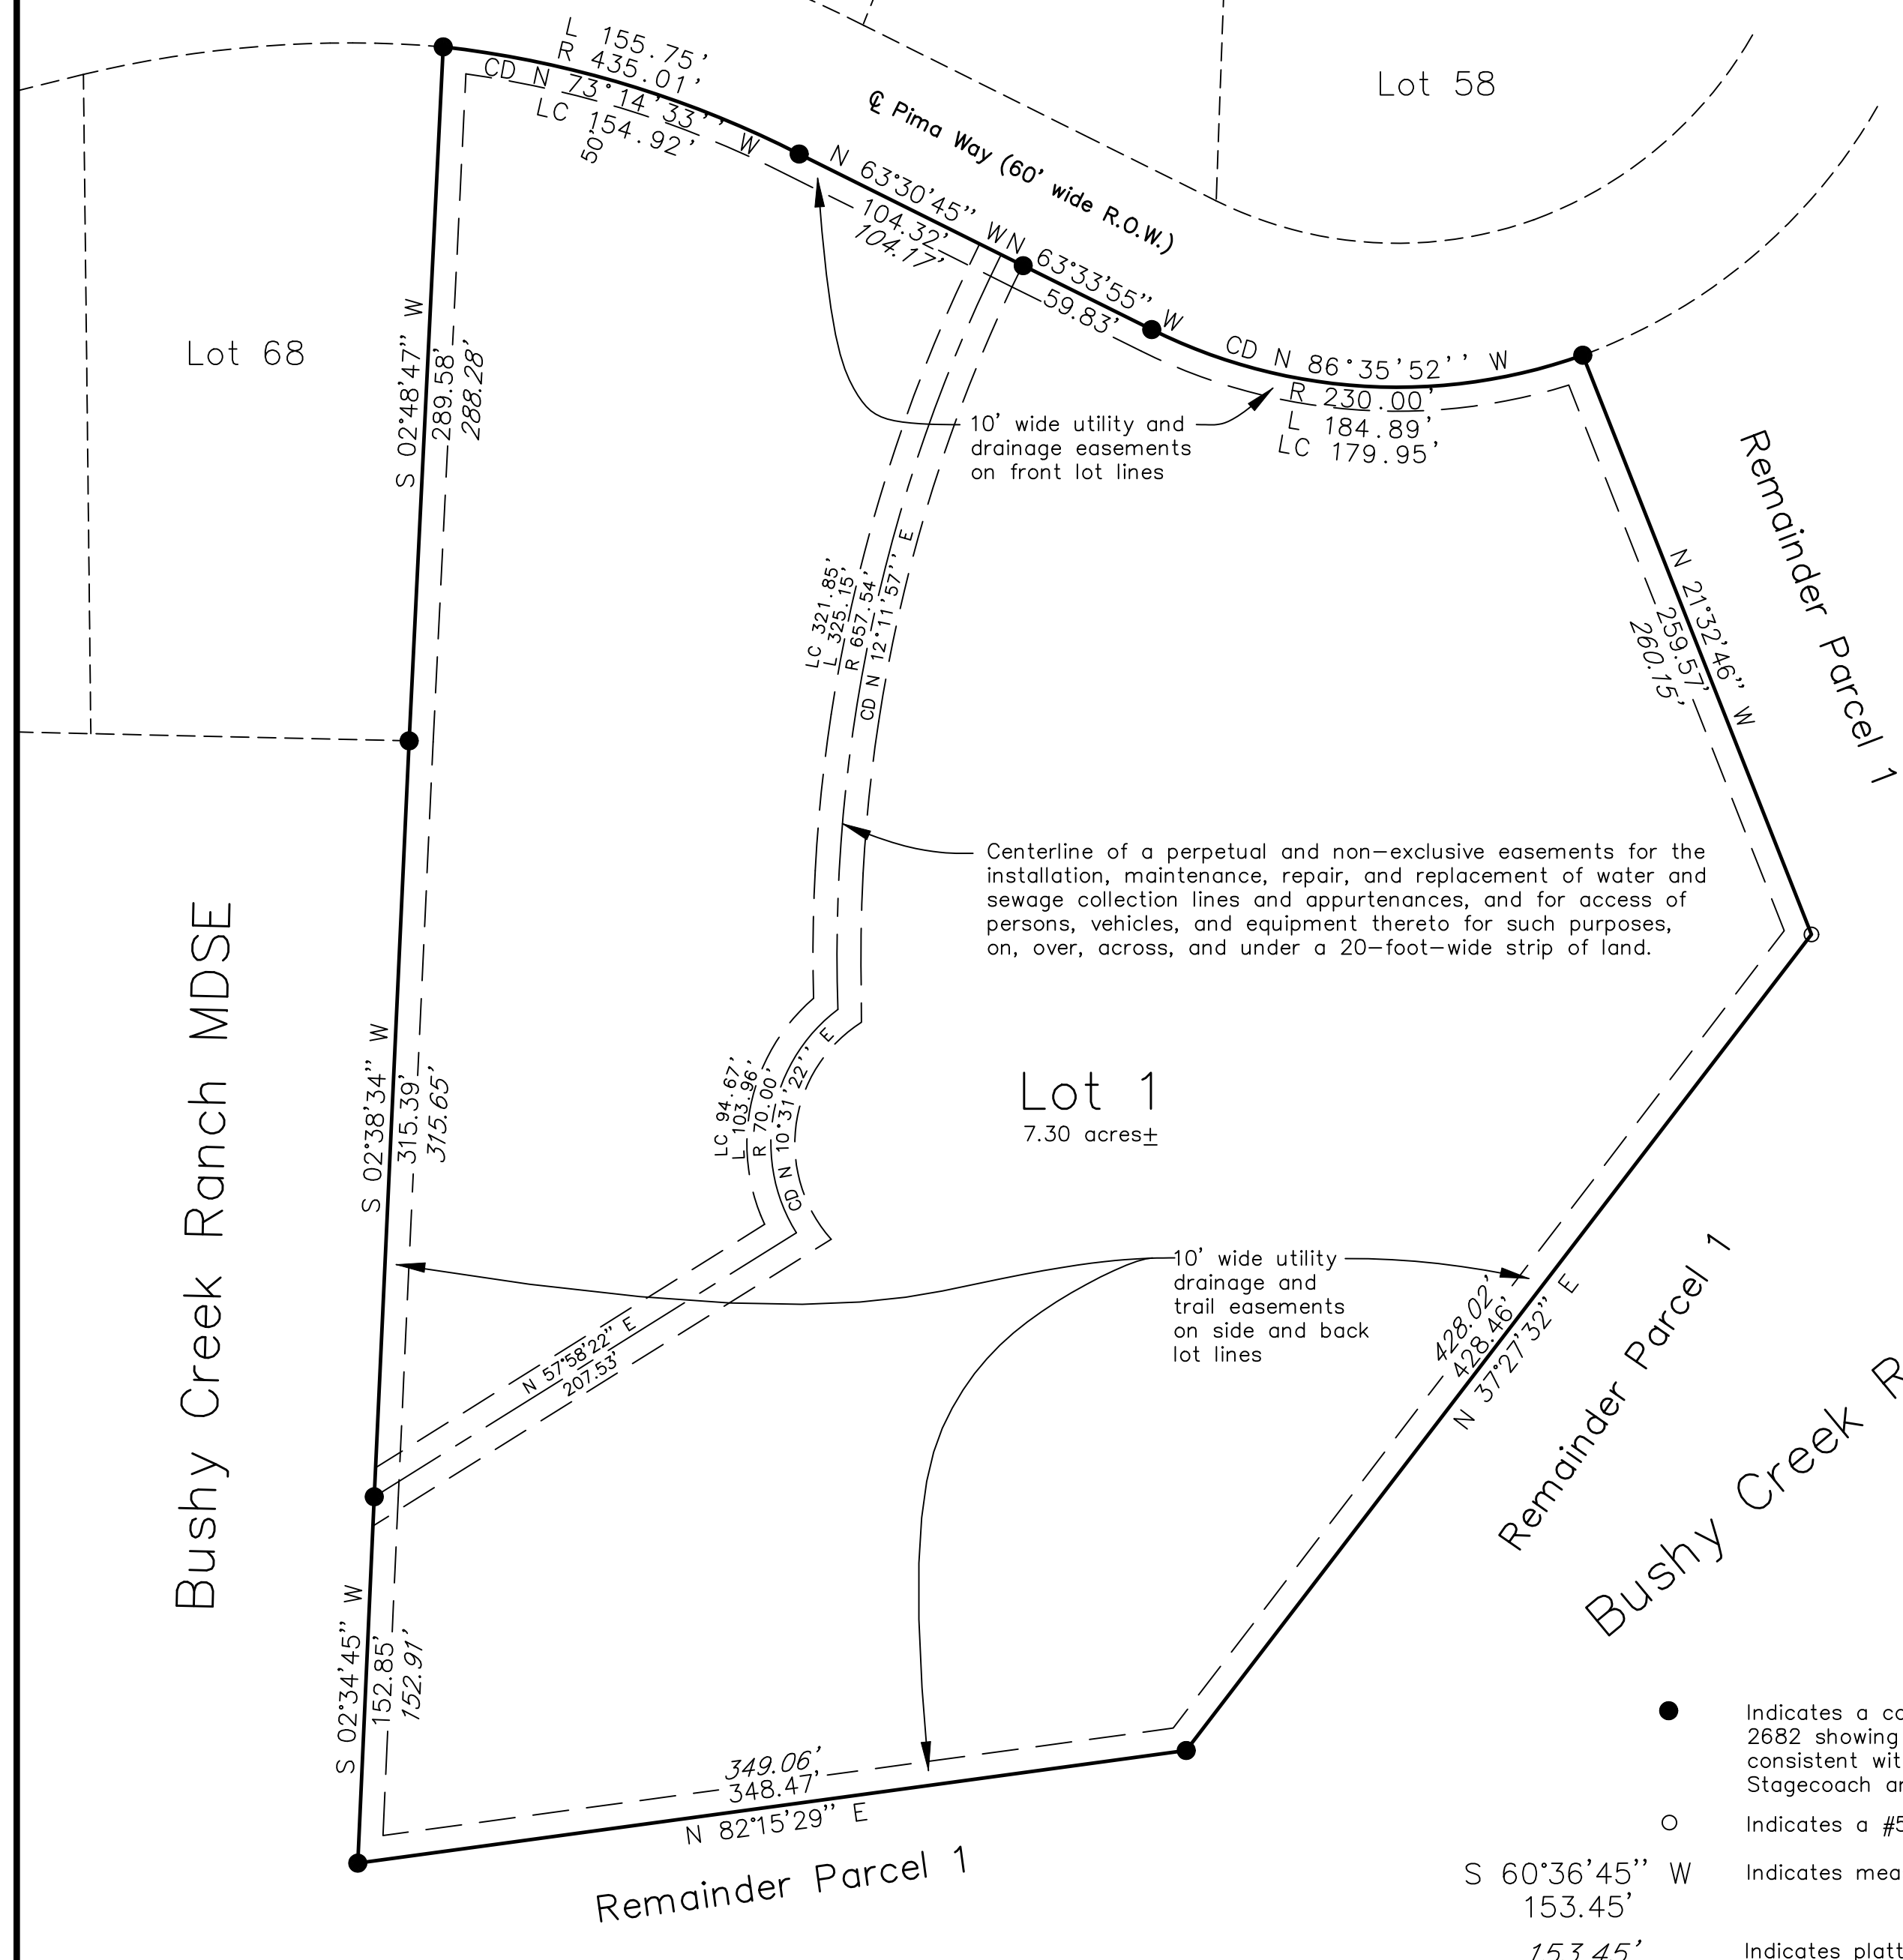 L 155.75'
R 435.01'
CD N 73°14'33'' W
LC 154.92'
50'
℄ Pima Way (60' wide R.O.W.)
Lot 58
N 63°30'45" W
104.32'
104.17'
N 63°33'55" W
59.83'
CD N 86°35'52'' W
R 230.00'
L 184.89'
LC 179.95'
Lot 68
S 02°48'47" W
289.58'
288.28'
10' wide utility and
drainage easements
on front lot lines
Remainder Parcel 1
N 21°32'46" W
259.57'
260.15'
LC 321.85'
L 325.15'
R 657.54'
CD N 12°11'57'' E
Centerline of a perpetual and non-exclusive easements for the
installation, maintenance, repair, and replacement of water and
sewage collection lines and appurtenances, and for access of
persons, vehicles, and equipment thereto for such purposes,
on, over, across, and under a 20-foot-wide strip of land.
Bushy Creek Ranch MDSE
S 02°38'34" W
315.39'
315.65'
LC 94.67'
L 103.96'
R 70.00'
CD N 10°31'22'' E
Lot 1
7.30 acres±
10' wide utility
drainage and
trail easements
on side and back
lot lines
N 57°58'22" E
207.53'
428.02'
428.46'
N 37°27'32" E
Remainder Parcel 1
Bushy Creek R
S 02°34'45" W
152.85'
152.91'
349.06'
348.47'
N 82°15'29" E
Remainder Parcel 1
Indicates a co
2682 showing
consistent wit
Stagecoach an
Indicates a #5
S 60°36'45" W
Indicates mea
153.45'
153.45'
Indicates platt